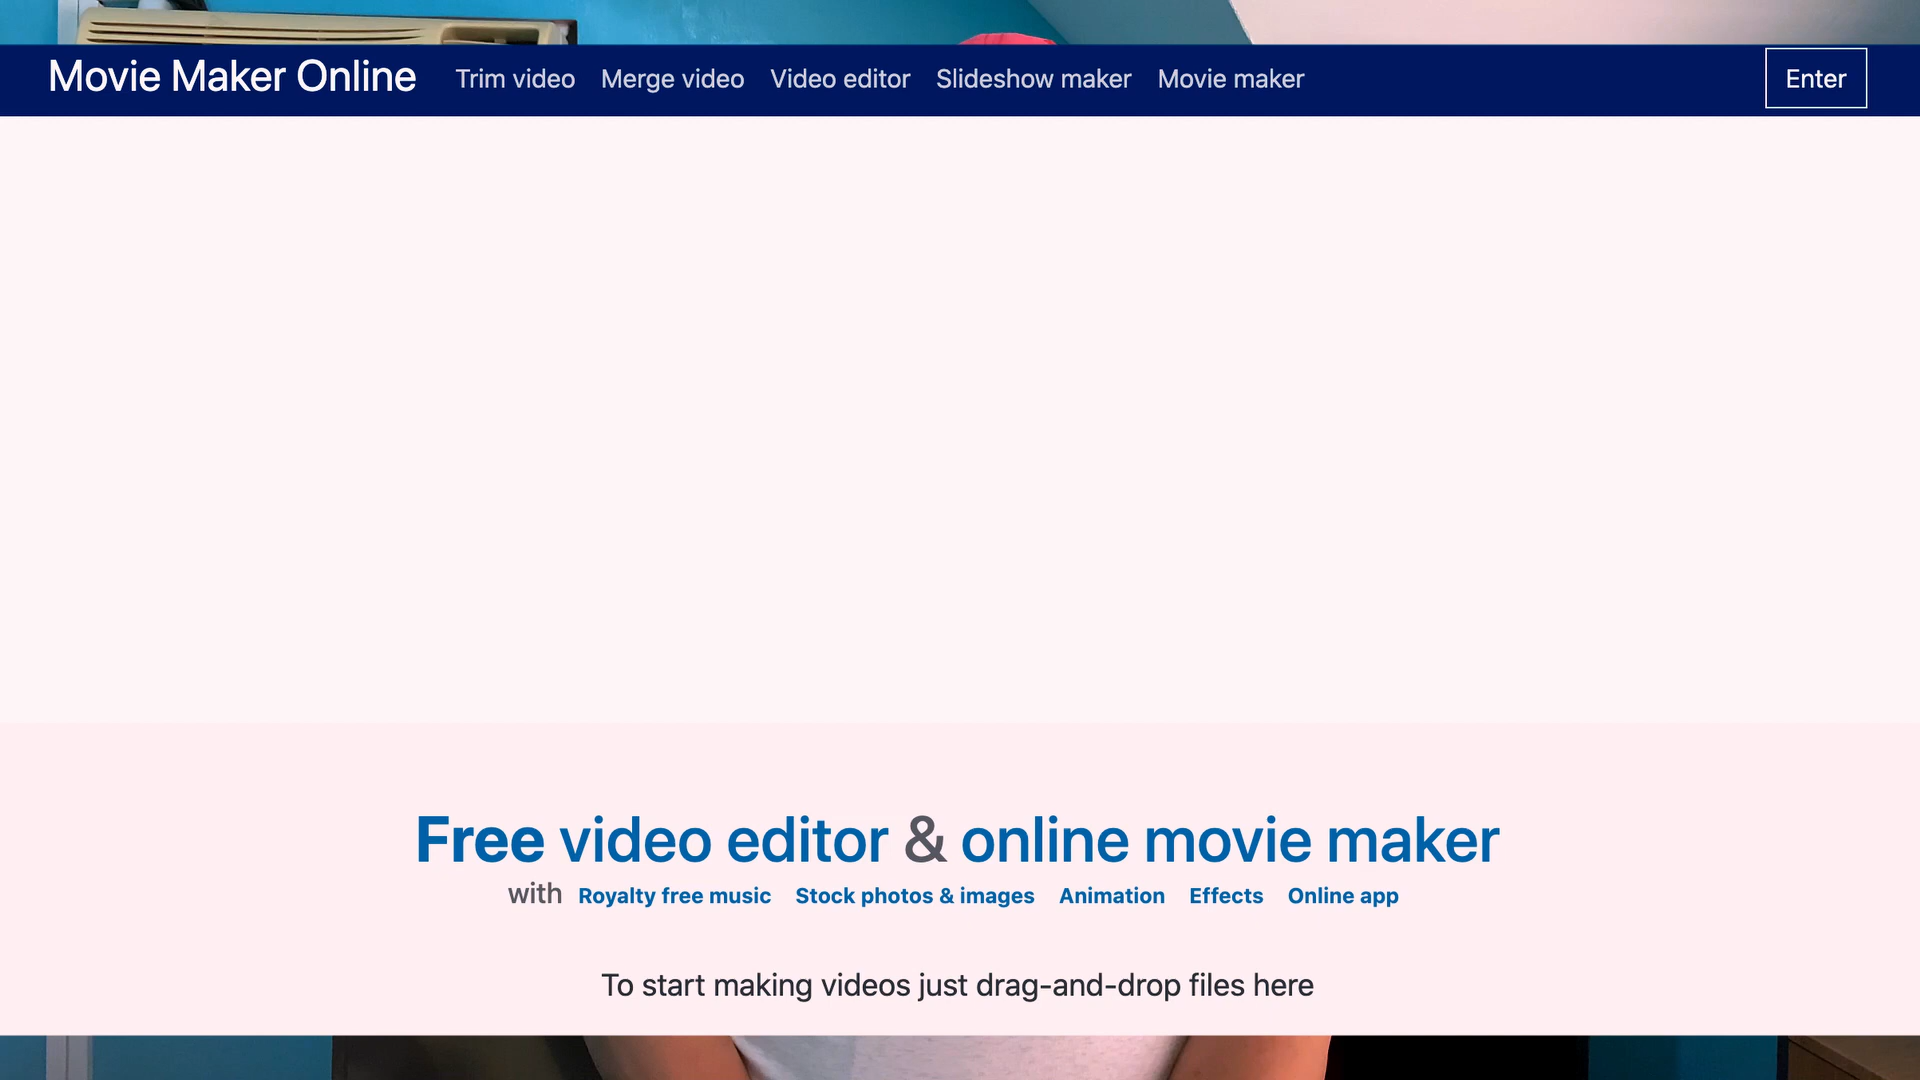 Movie Maker Online Trim video Merge video Video editor Slideshow maker Movie maker Enter
Free video editor & online movie maker
with Royalty free music Stock photos & images Animation Effects Online app
To start making videos just drag-and-drop files here